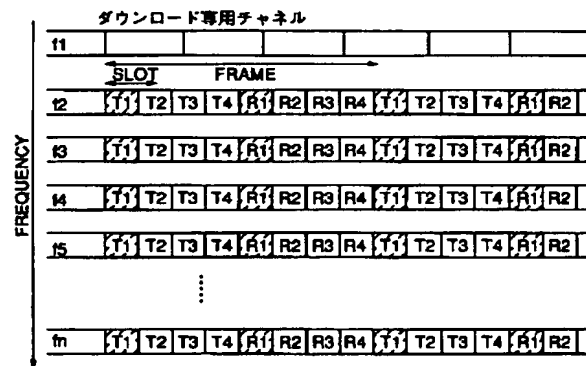 ダウンロード専用チャネル
f1
SLOT FRAME
f2 T1 T2 T3 T4 R1 R2 R3 R4 T1 T2 T3 T4 R1 R2
f3 T1 T2 T3 T4 R1 R2 R3 R4 T1 T2 T3 T4 R1 R2
f4 T1 T2 T3 T4 R1 R2 R3 R4 T1 T2 T3 T4 R1 R2
f5 T1 T2 T3 T4 R1 R2 R3 R4 T1 T2 T3 T4 R1 R2
fn T1 T2 T3 T4 R1 R2 R3 R4 T1 T2 T3 T4 R1 R2
FREQUENCY